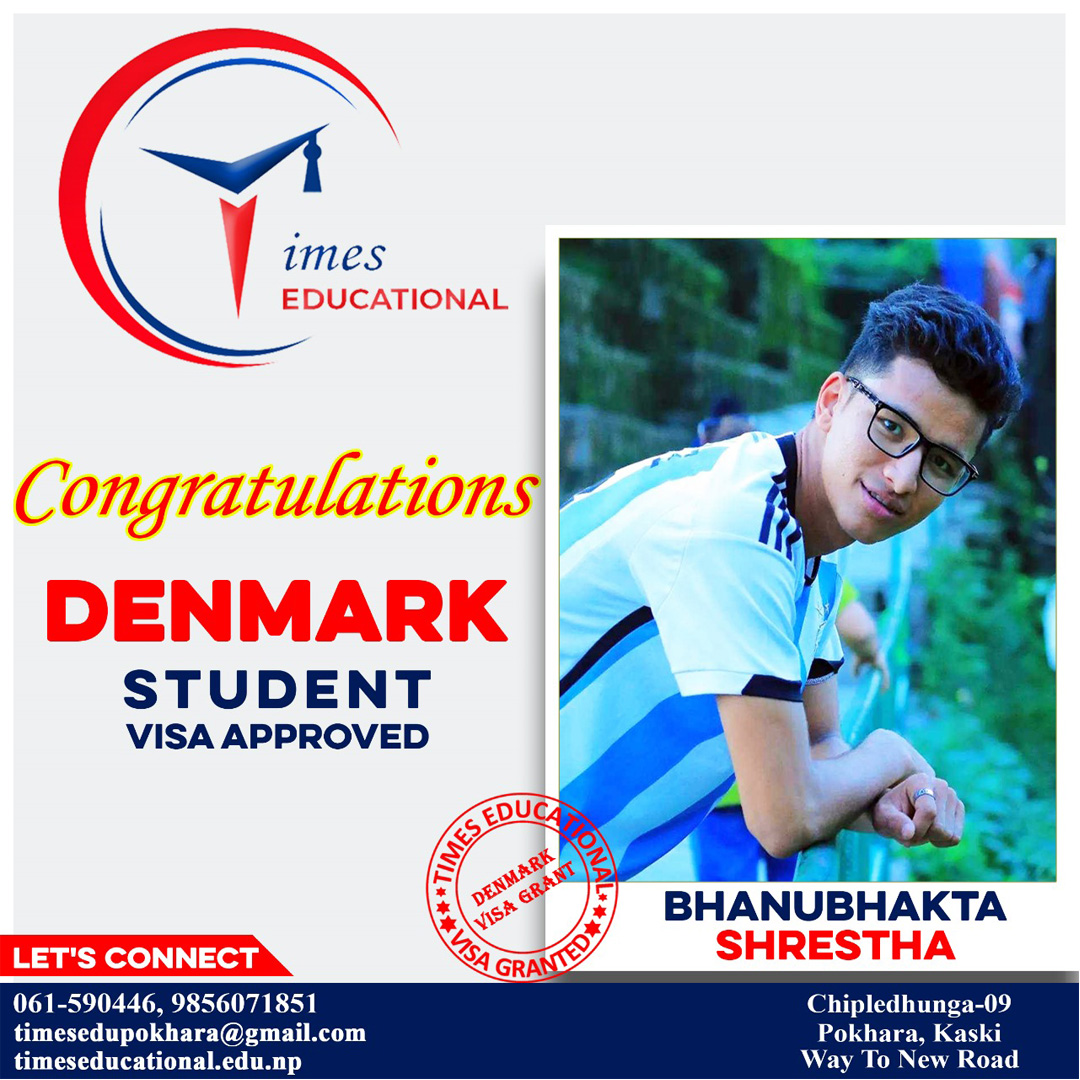 Times
EDUCATIONAL
Congratulations
DENMARK
STUDENT
VISA APPROVED
TIMES EDUCATIONAL
DENMARK
VISA GRANT
VISA GRANTED
BHANUBHAKTA
SHRESTHA
LET'S CONNECT
061-590446, 9856071851
timesedupokhara@gmail.com
timeseducational.edu.np
Chipledhunga-09
Pokhara, Kaski
Way To New Road